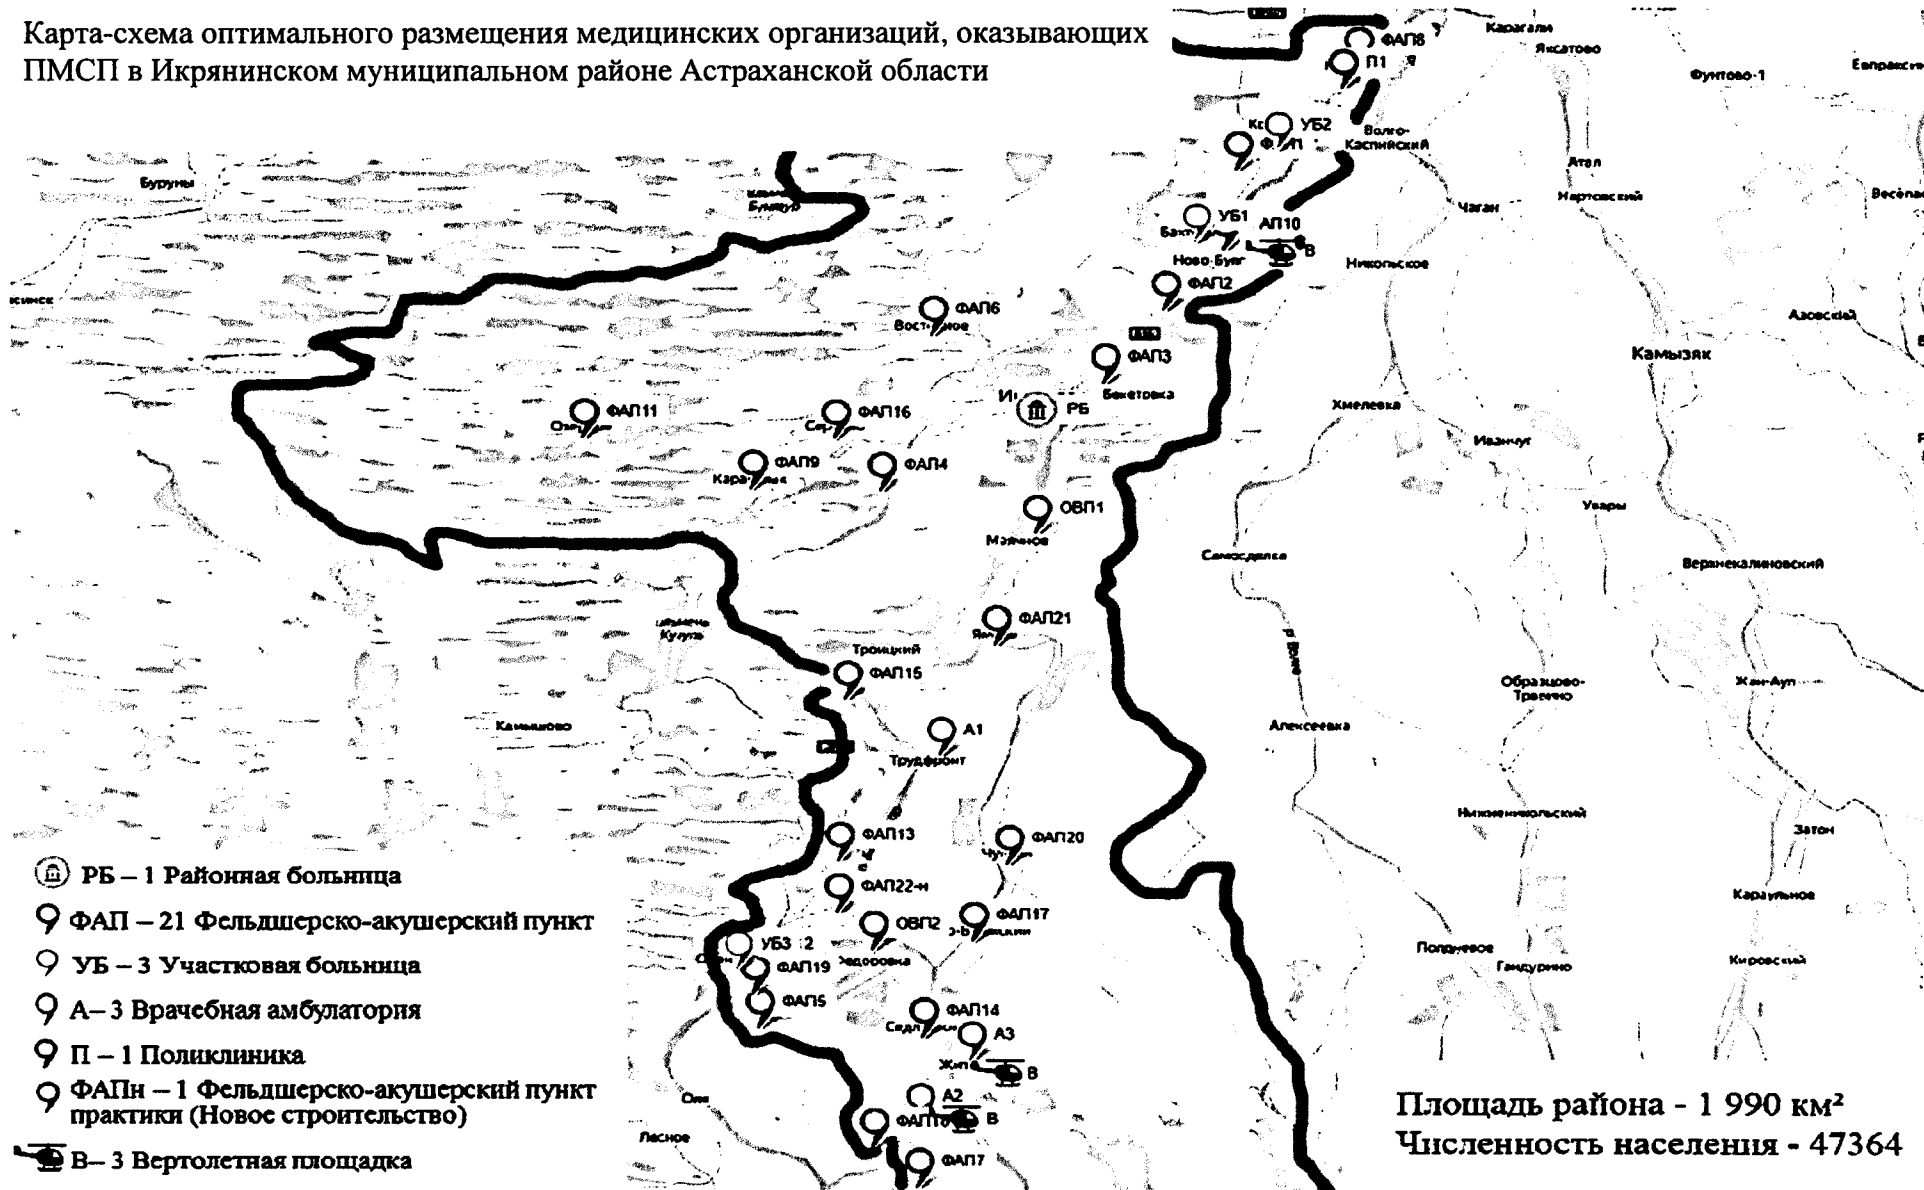 Карта-схема оптимального размещения медицинских организаций, оказывающих
ПМСП в Икрянинском муниципальном районе Астраханской области
ФАП8
Карагали
Яксатово
П1
Фунтово-1
УБ2
Волго-
Каспийский
Атал
Буруны
Нартовский
Чаган
УБ1
АП10
В
Ново-Буяг
Никольское
ФАП2
ФАП6
Азовский
ФАП3
Камызяк
Бекетовка
РБ
Хмелевка
ФАП11
ФАП16
Иванчуг
ФАП9
ФАП4
ОВП1
Увары
Маячное
Самосделка
Верхнекалиновский
ФАП21
Троицкий
ФАП15
Образцово-
Травино
Жан-Аул
Камышово
А1
Алексеевка
Трудфронт
Нижненикольский
ФАП13
ФАП20
Затон
ФАП22-н
Караульное
ОВП2
ФАП17
УБ3
Полдневое
Гандурино
Кировский
ФАП19
ФАП5
ФАП14
А3
В
А2
В
ФАП7
Оля
Лесное
РБ – 1 Районная больница
ФАП – 21 Фельдшерско-акушерский пункт
УБ – 3 Участковая больница
А– 3 Врачебная амбулатория
П – 1 Поликлиника
ФАПн – 1 Фельдшерско-акушерский пункт
практики (Новое строительство)
В– 3 Вертолетная площадка
Площадь района - 1 990 км²
Численность населения - 47364